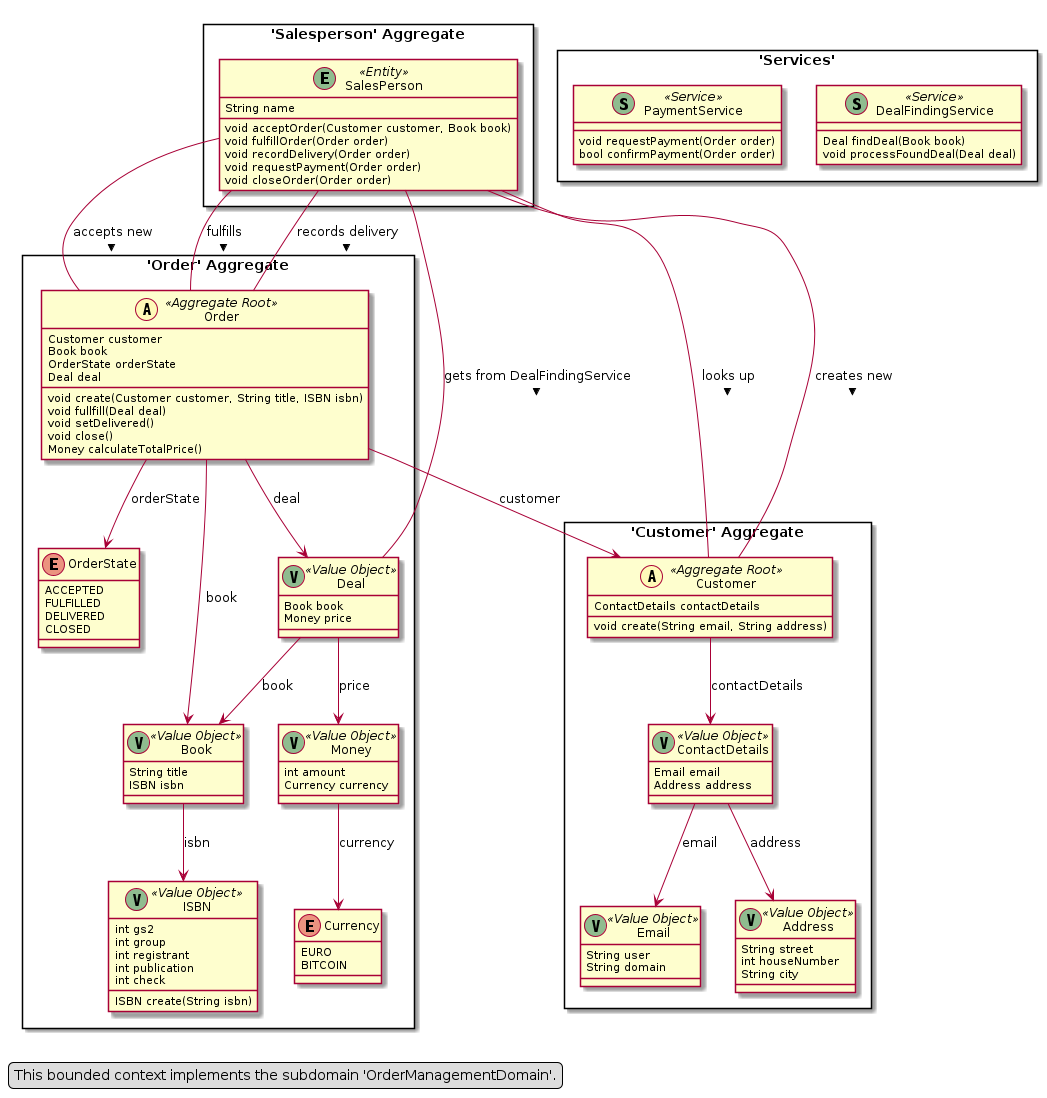 'Salesperson' Aggregate
E
«Entity»
SalesPerson
String name
void acceptOrder(Customer customer, Book book)
void fulfillOrder(Order order)
void recordDelivery(Order order)
void requestPayment(Order order)
void closeOrder(Order order)
'Services'
S
«Service»
PaymentService
void requestPayment(Order order)
bool confirmPayment(Order order)
S
«Service»
DealFindingService
Deal findDeal(Book book)
void processFoundDeal(Deal deal)
accepts new
fulfills
records delivery
gets from DealFindingService
looks up
creates new
'Order' Aggregate
A
«Aggregate Root»
Order
Customer customer
Book book
OrderState orderState
Deal deal
void create(Customer customer, String title, ISBN isbn)
void fullfill(Deal deal)
void setDelivered()
void close()
Money calculateTotalPrice()
orderState
book
deal
customer
E
OrderState
ACCEPTED
FULFILLED
DELIVERED
CLOSED
V
«Value Object»
Deal
Book book
Money price
book
price
V
«Value Object»
Book
String title
ISBN isbn
V
«Value Object»
Money
int amount
Currency currency
isbn
currency
V
«Value Object»
ISBN
int gs2
int group
int registrant
int publication
int check
ISBN create(String isbn)
E
Currency
EURO
BITCOIN
'Customer' Aggregate
A
«Aggregate Root»
Customer
ContactDetails contactDetails
void create(String email, String address)
contactDetails
V
«Value Object»
ContactDetails
Email email
Address address
email
address
V
«Value Object»
Email
String user
String domain
V
«Value Object»
Address
String street
int houseNumber
String city
This bounded context implements the subdomain 'OrderManagementDomain'.